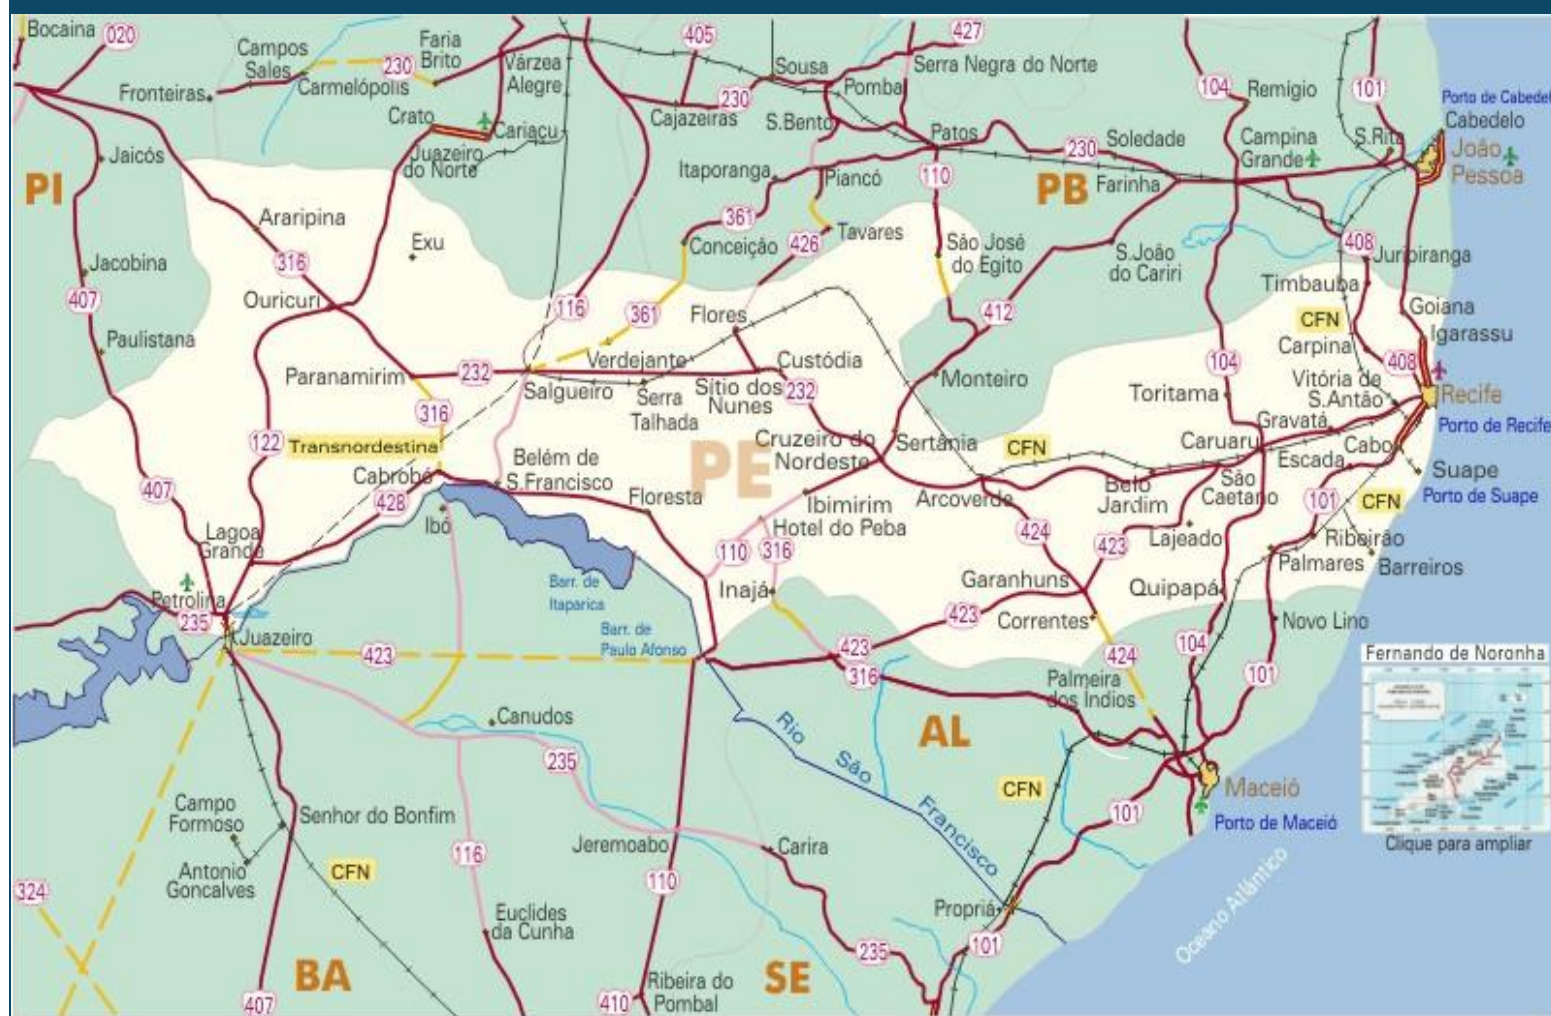 Bocaina
020
Campos
Sales
Faria
Brito
230
Carmelópolis
Fronteiras
Várzea
Alegre
405
Sousa
427
Serra Negra do Norte
Pombal
Cajazeiras
230
S.Bento
Crato
Cariaçu
Juazeiro
do Norte
Patos
Soledade
230
104
Remígio
101
Porto de Cabedel
Cabedelo
Campina
Grande
S.Rita
João
Pessoa
Jaicós
PI
Itaporanga
Piancó
110
PB
Farinha
Araripina
Exu
361
Conceição
426
Tavares
São José
do Egito
S.João
do Cariri
408
Juripiranga
316
Jacobina
407
Ouricuri
116
361
Flores
412
Timbauba
Goiana
CFN
Igarassu
Paulistana
Carpina
408
Verdejante
Custódia
104
Paranamirim
232
Salgueiro
Serra
Talhada
Sítio dos
Nunes
232
Monteiro
Toritama
Vitória de
S.Antão
Recife
316
Gravatá
Porto de Recife
122
Transnordestina
PE
Cruzeiro do
Nordeste
Sertânia
CFN
Caruaru
Cabo
Escada
Suape
Cabrobó
Belém de
S.Francisco
407
428
Floresta
Ibimirim
Arcoverde
Belo
Jardim
São
Caetano
101
CFN
Porto de Suape
Ibó
Hotel do Peba
Lagoa
Grande
110
316
424
423
Lajeado
Ribeirão
Palmares
Barreiros
Barr. de
Itaparica
Inajá
Garanhuns
Quipapá
Petrolina
235
Juazeiro
Barr. de
Paulo Afonso
423
Correntes
Novo Lino
423
423
316
424
104
101
Fernando de Noronha
Palmeira
dos Indios
Canudos
Rio São Francisco
AL
235
CFN
Maceió
101
Porto de Maceió
Clique para ampliar
Campo
Formoso
Senhor do Bonfim
Antonio
Goncalves
CFN
116
Jeremoabo
Carira
110
324
Euclides
da Cunha
Propriá
Oceano Atlântico
235
101
BA
SE
407
410
Ribeira do
Pombal